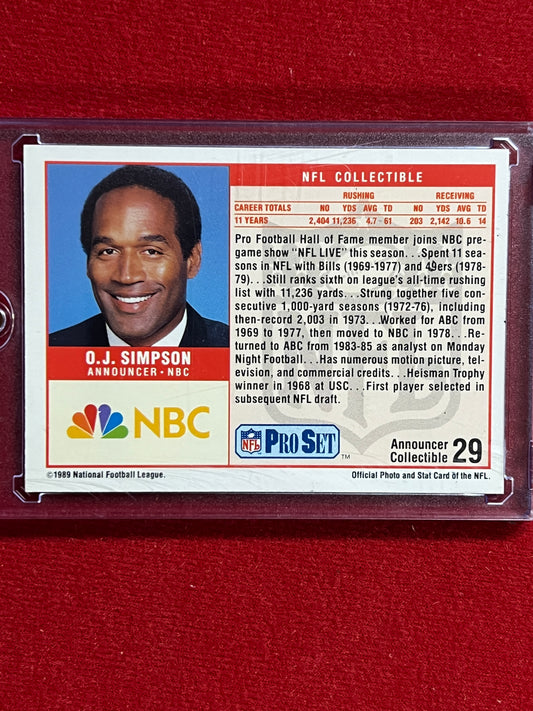 NFL COLLECTIBLE
RUSHING RECEIVING
CAREER TOTALS NO YDS AVG TD NO YDS AVG TD
11 YEARS 2,404 11,236 4.7 61 203 2,142 10.6 14
Pro Football Hall of Fame member joins NBC pre-
game show "NFL LIVE" this season...Spent 11 sea-
sons in NFL with Bills (1969-1977) and 49ers (1978-
79)...Still ranks sixth on league's all-time rushing
list with 11,236 yards...Strung together five con-
secutive 1,000-yard seasons (1972-76), including
then-record 2,003 in 1973...Worked for ABC from
1969 to 1977, then moved to NBC in 1978...Re-
turned to ABC from 1983-85 as analyst on Monday
Night Football...Has numerous motion picture, tele-
vision, and commercial credits...Heisman Trophy
winner in 1968 at USC...First player selected in
subsequent NFL draft.
O.J. SIMPSON
ANNOUNCER • NBC
NBC
NFL PRO SET TM
Announcer
Collectible 29
©1989 National Football League.
Official Photo and Stat Card of the NFL.